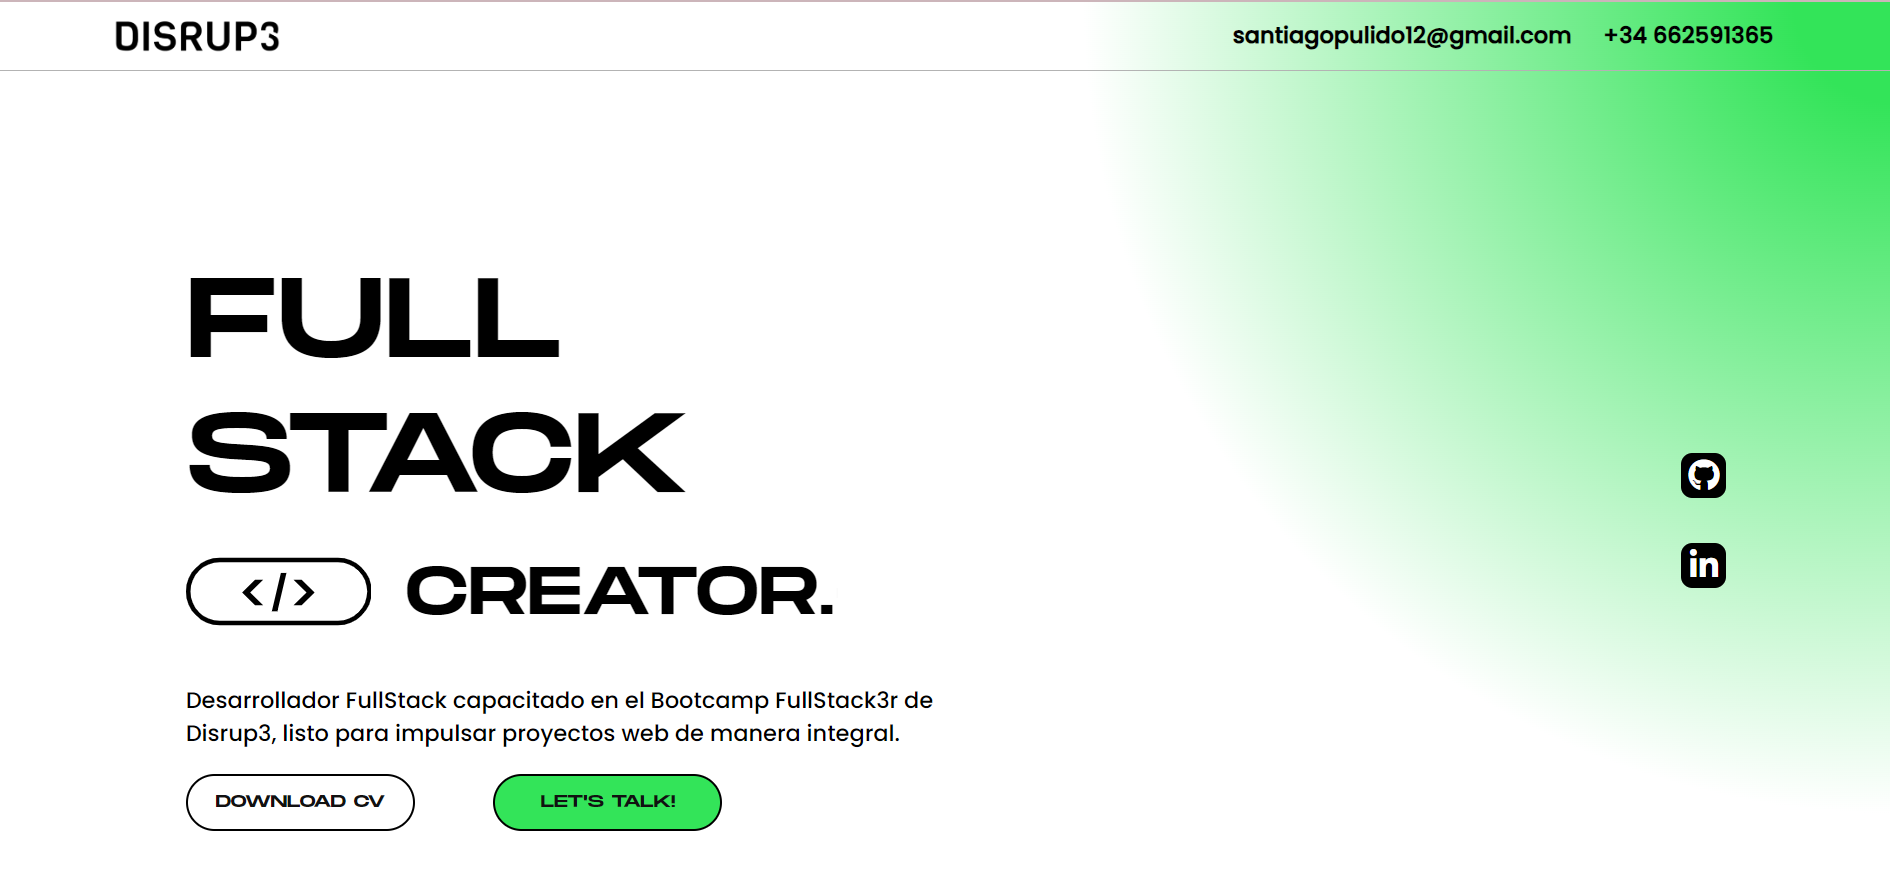 DISRUP3
santiagopulido12@gmail.com +34 662591365
FULL
STACK
</> CREATOR.
in
Desarrollador FullStack capacitado en el Bootcamp FullStack3r de
Disrup3, listo para impulsar proyectos web de manera integral.
DOWNLOAD CV LET'S TALK!